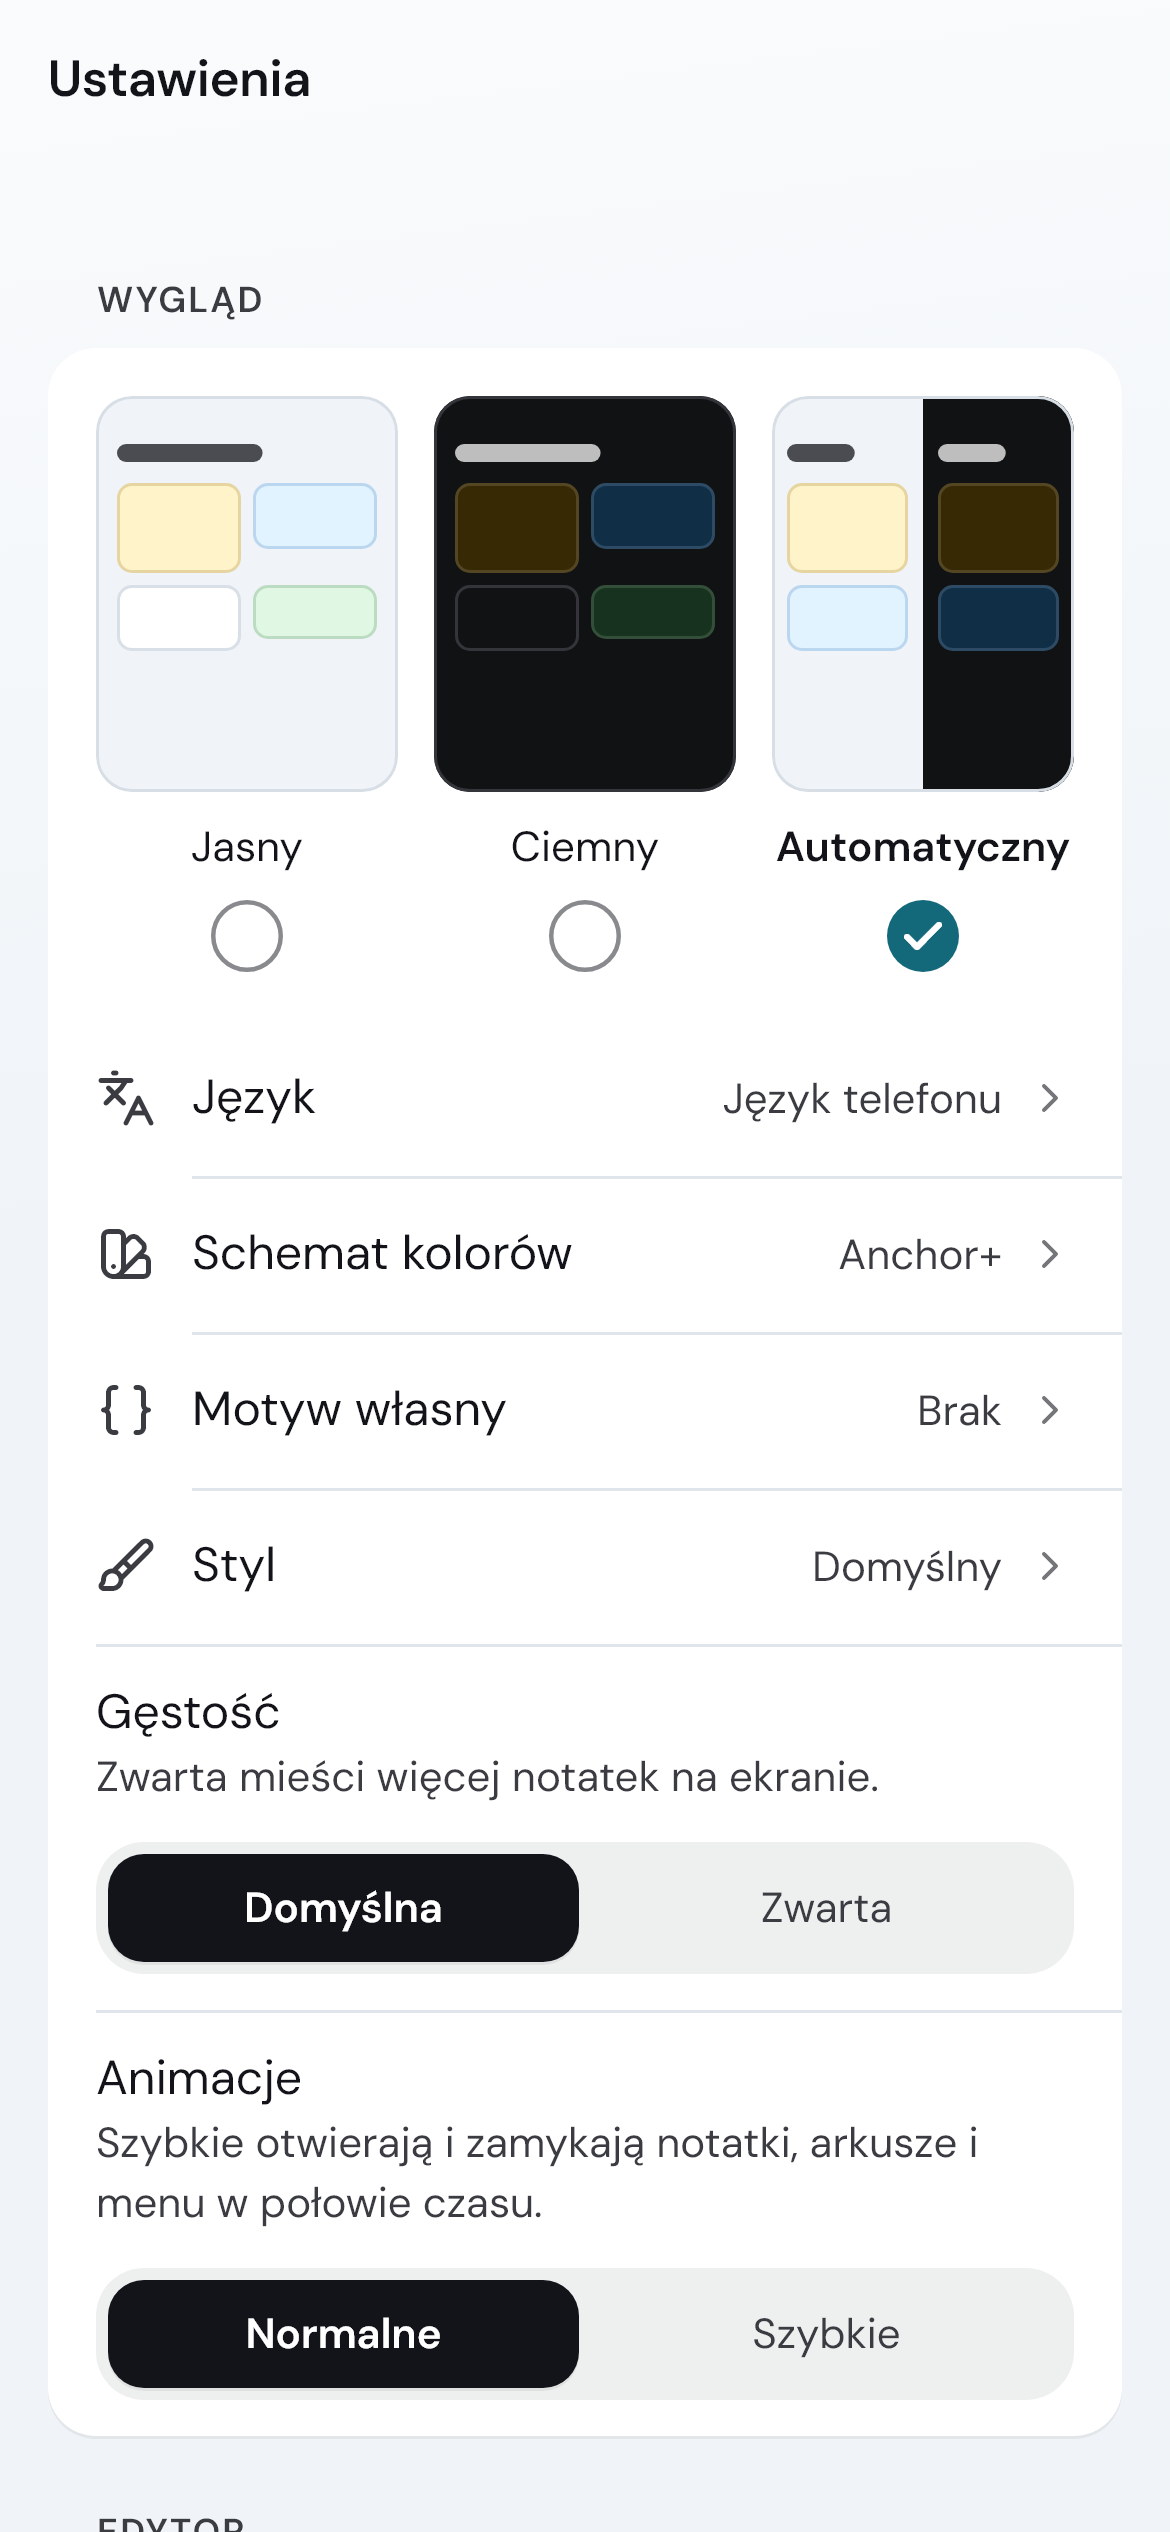 Ustawienia
WYGLĄD
Jasny
Ciemny
Automatyczny
Język
Język telefonu
Schemat kolorów
Anchor+
Motyw własny
Brak
Styl
Domyślny
Gęstość
Zwarta mieści więcej notatek na ekranie.
Domyślna
Zwarta
Animacje
Szybkie otwierają i zamykają notatki, arkusze i
menu w połowie czasu.
Normalne
Szybkie
EDYTOR